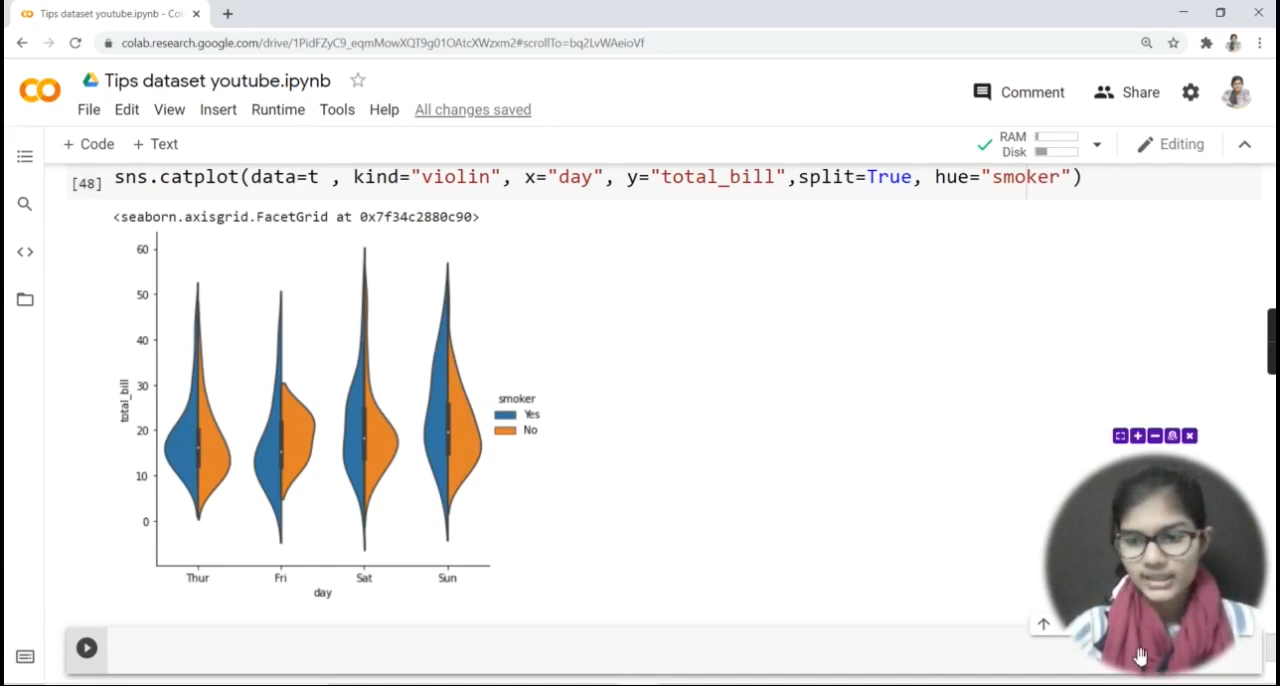 Tips dataset youtube.ipynb - Col
colab.research.google.com/drive/1PidFZyC9_eqmMowXQT9g01OAtcXWzxm2#scrollTo=bq2LvWAeioVf
Tips dataset youtube.ipynb
File Edit View Insert Runtime Tools Help All changes saved
Comment Share
+ Code + Text
RAM
Disk
Editing
[48] sns.catplot(data=t , kind="violin", x="day", y="total_bill",split=True, hue="smoker")
<seaborn.axisgrid.FacetGrid at 0x7f34c2880c90>
60
50
40
30
20
10
0
total_bill
smoker
Yes
No
Thur Fri Sat Sun
day